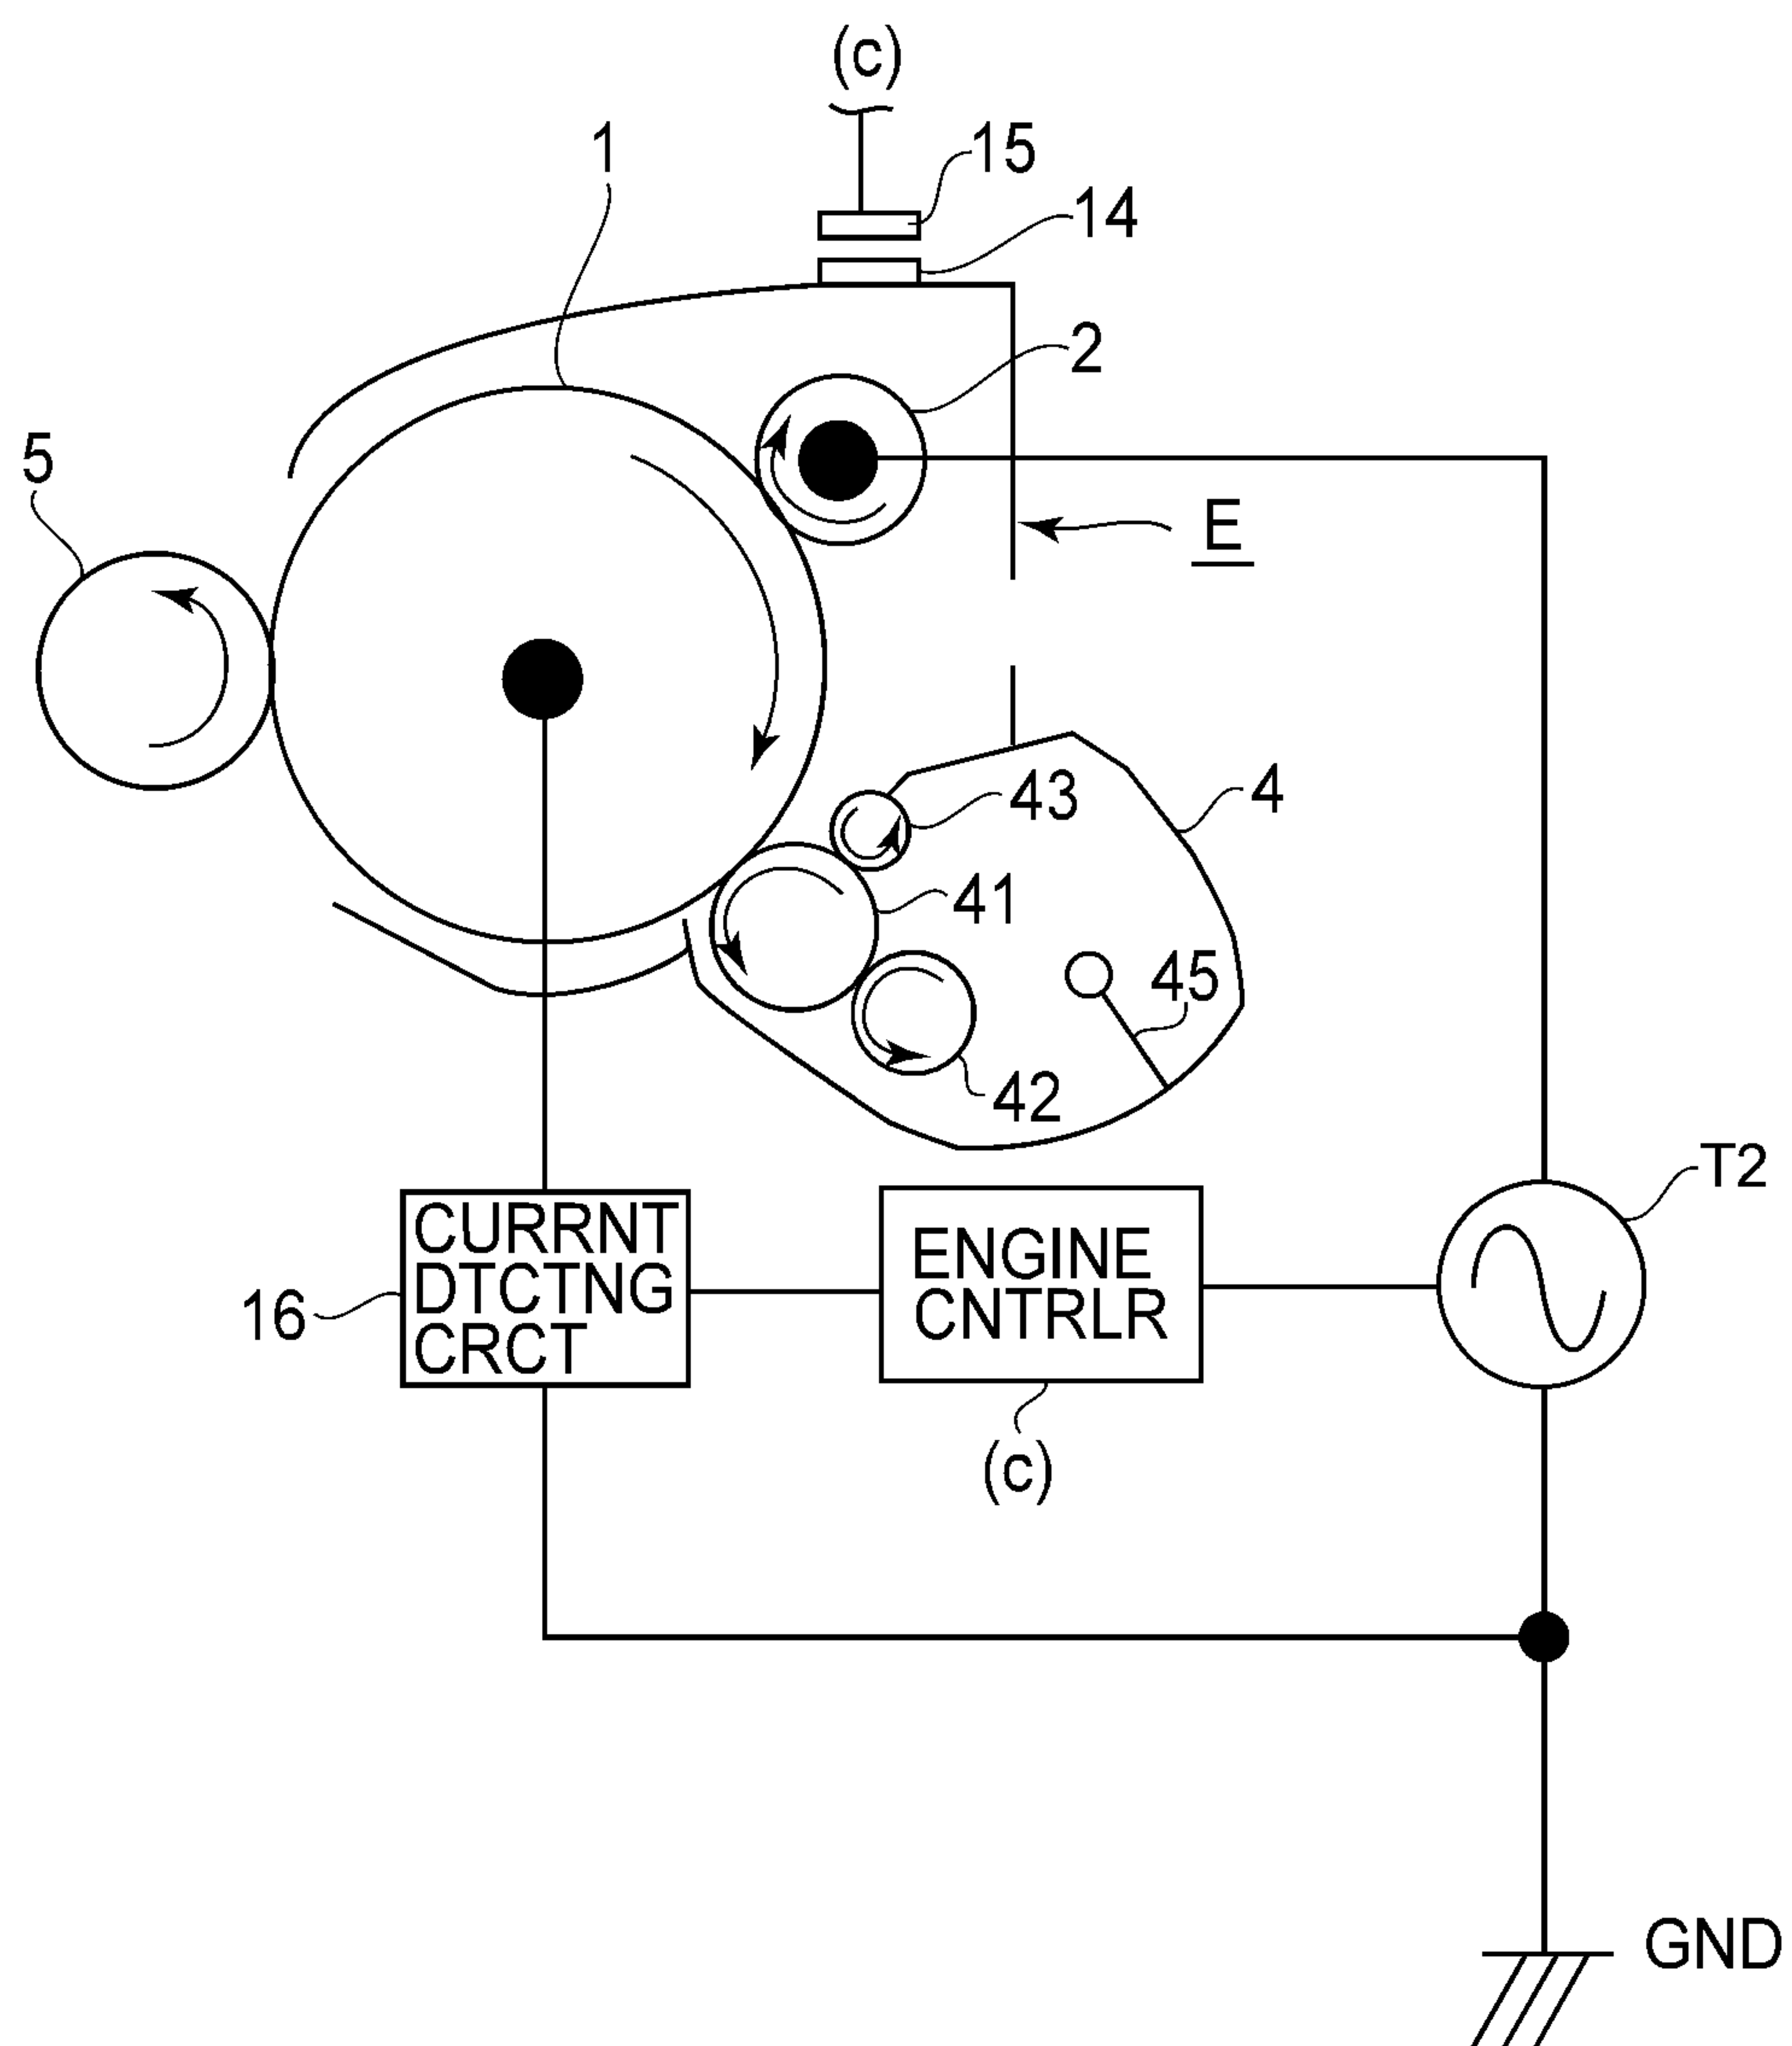 (c)
15
1
14
2
5
E
43
4
41
45
42
T2
CURRNT
DTCTNG
CRCT
ENGINE
CNTRLR
16
(c)
GND